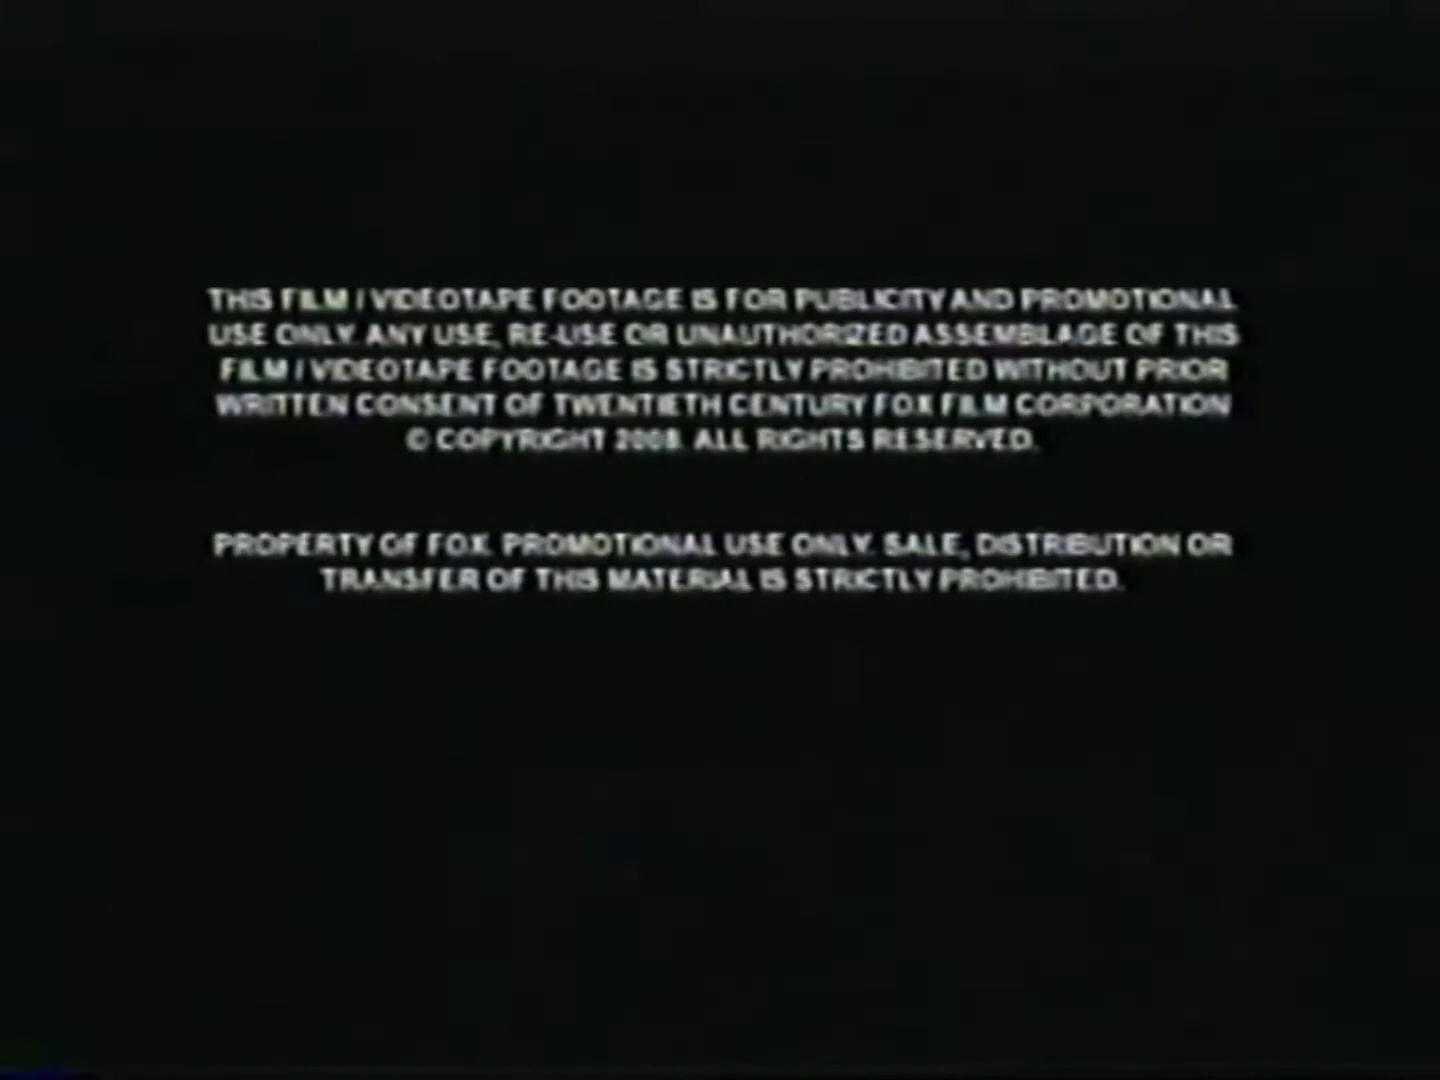 THIS FILM / VIDEOTAPE FOOTAGE IS FOR PUBLICITY AND PROMOTIONAL
USE ONLY. ANY USE, RE-USE OR UNAUTHORIZED ASSEMBLAGE OF THIS
FILM / VIDEOTAPE FOOTAGE IS STRICTLY PROHIBITED WITHOUT PRIOR
WRITTEN CONSENT OF TWENTIETH CENTURY FOX FILM CORPORATION
© COPYRIGHT 2008. ALL RIGHTS RESERVED.
PROPERTY OF FOX. PROMOTIONAL USE ONLY. SALE, DISTRIBUTION OR
TRANSFER OF THIS MATERIAL IS STRICTLY PROHIBITED.